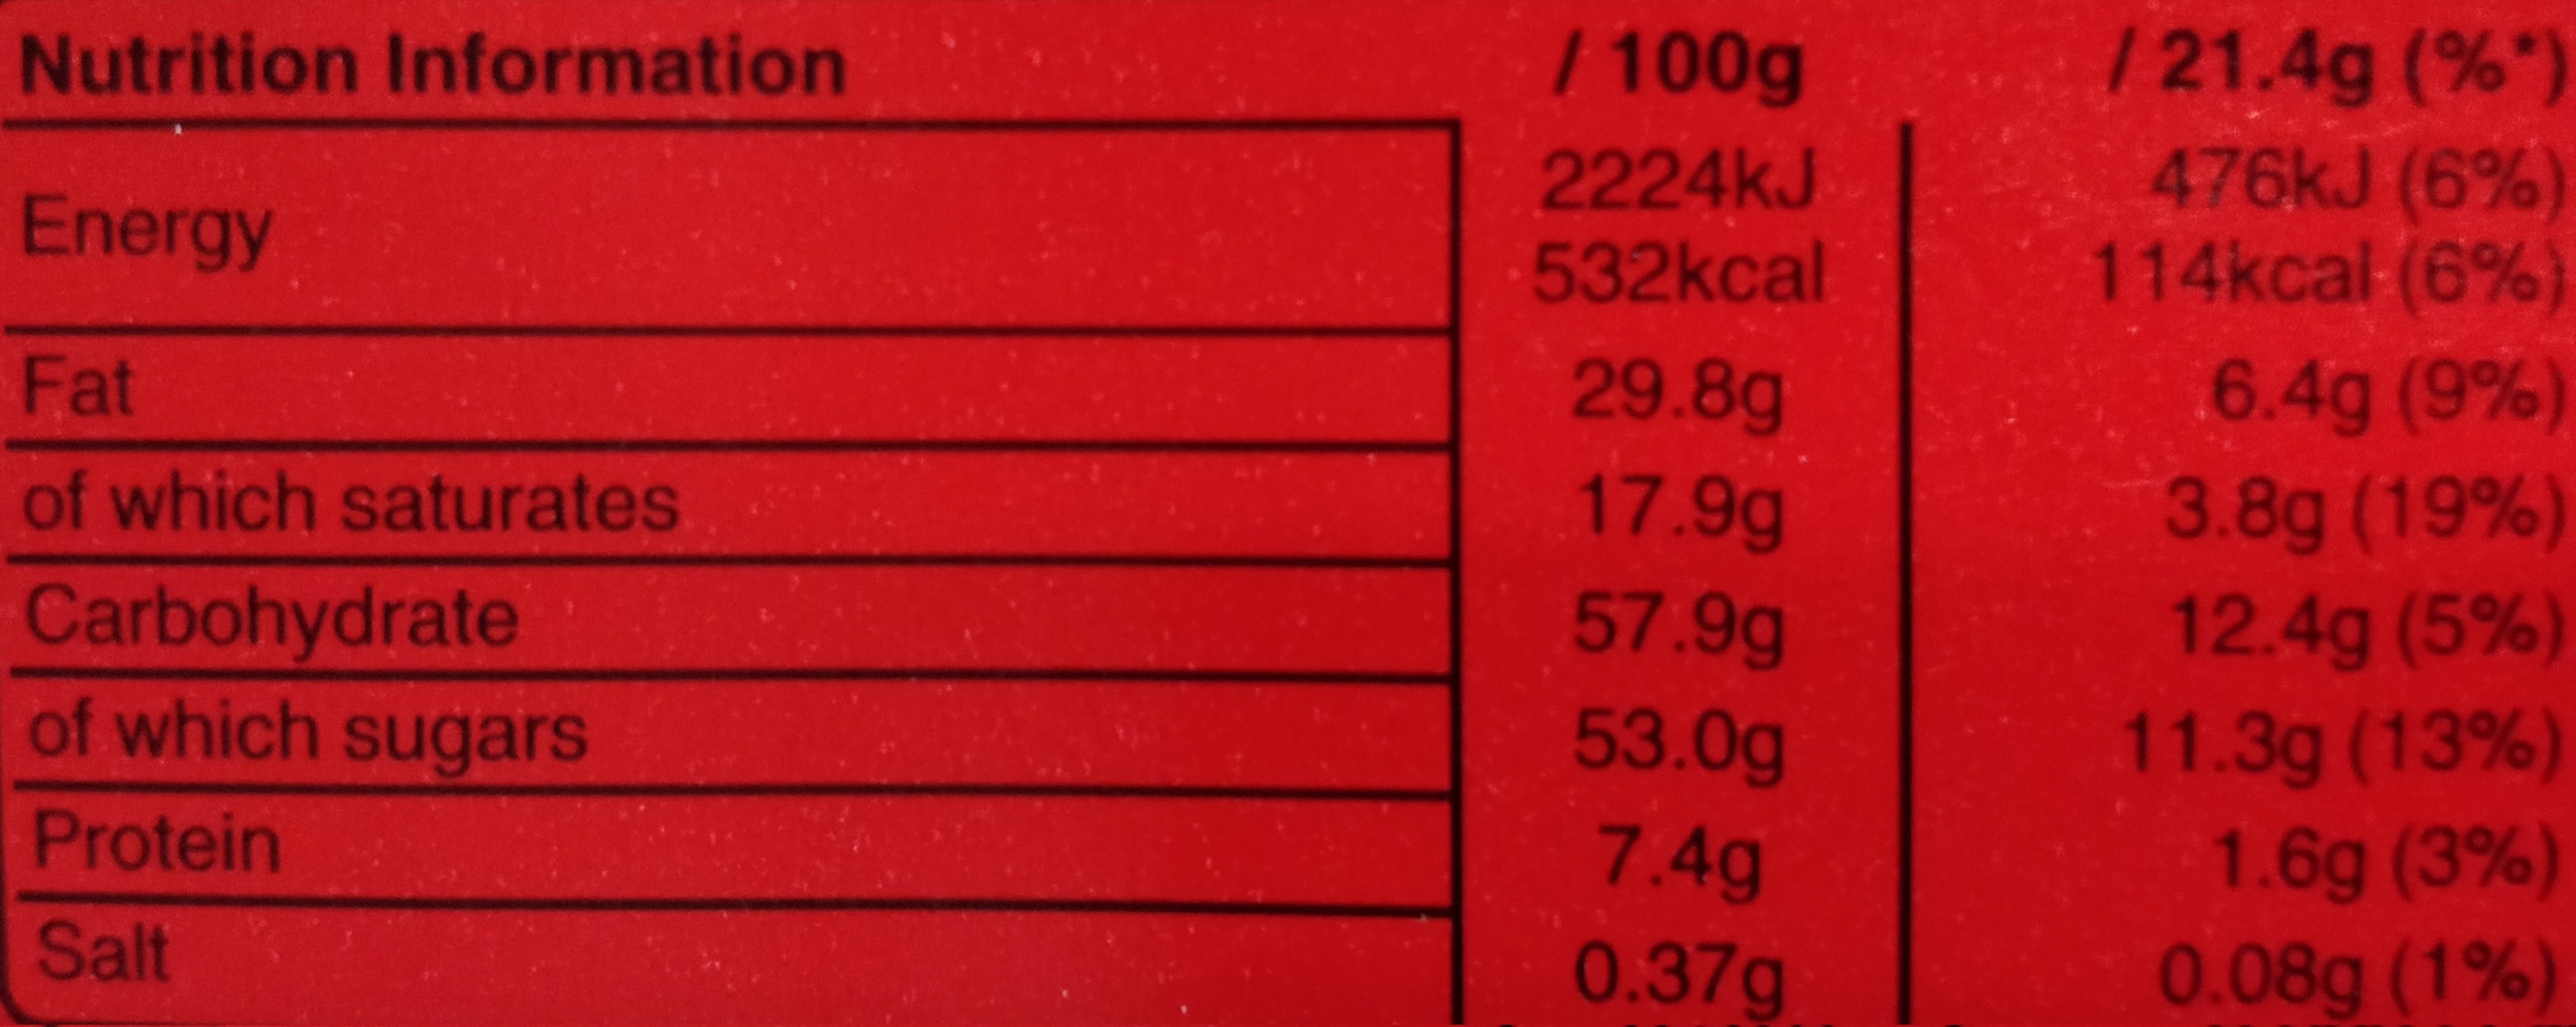 Nutrition Information / 100g / 21.4g (%*)
Energy 2224kJ 476kJ (6%)
532kcal 114kcal (6%)
Fat 29.8g 6.4g (9%)
of which saturates 17.9g 3.8g (19%)
Carbohydrate 57.9g 12.4g (5%)
of which sugars 53.0g 11.3g (13%)
Protein 7.4g 1.6g (3%)
Salt 0.37g 0.08g (1%)